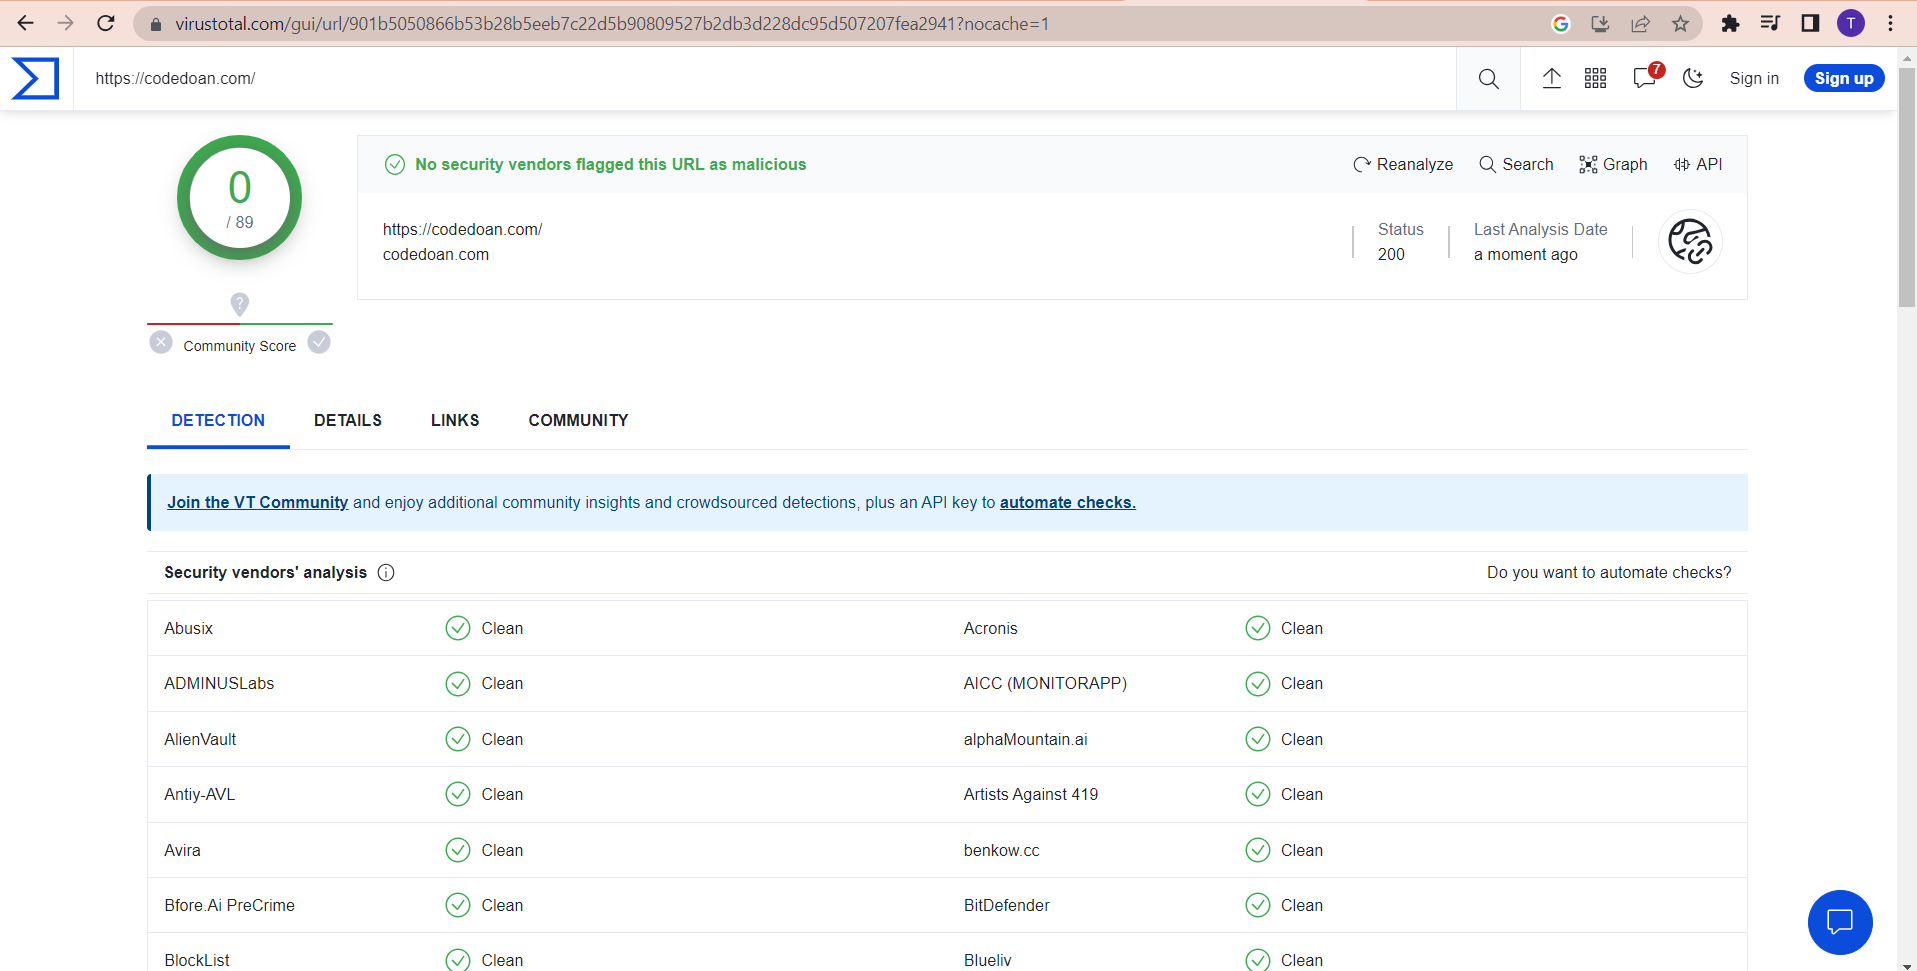 virustotal.com/gui/url/901b5050866b53b28b5eeb7c22d5b90809527b2db3d228dc95d507207fea2941?nocache=1
T
https://codedoan.com/
7
Sign in
Sign up
0
/ 89
No security vendors flagged this URL as malicious
Reanalyze
Search
Graph
API
https://codedoan.com/
codedoan.com
Status
200
Last Analysis Date
a moment ago
?
Community Score
DETECTION
DETAILS
LINKS
COMMUNITY
Join the VT Community and enjoy additional community insights and crowdsourced detections, plus an API key to automate checks.
Security vendors' analysis
Do you want to automate checks?
Abusix Clean Acronis Clean
ADMINUSLabs Clean AICC (MONITORAPP) Clean
AlienVault Clean alphaMountain.ai Clean
Antiy-AVL Clean Artists Against 419 Clean
Avira Clean benkow.cc Clean
Bfore.Ai PreCrime Clean BitDefender Clean
BlockList Clean Blueliv Clean